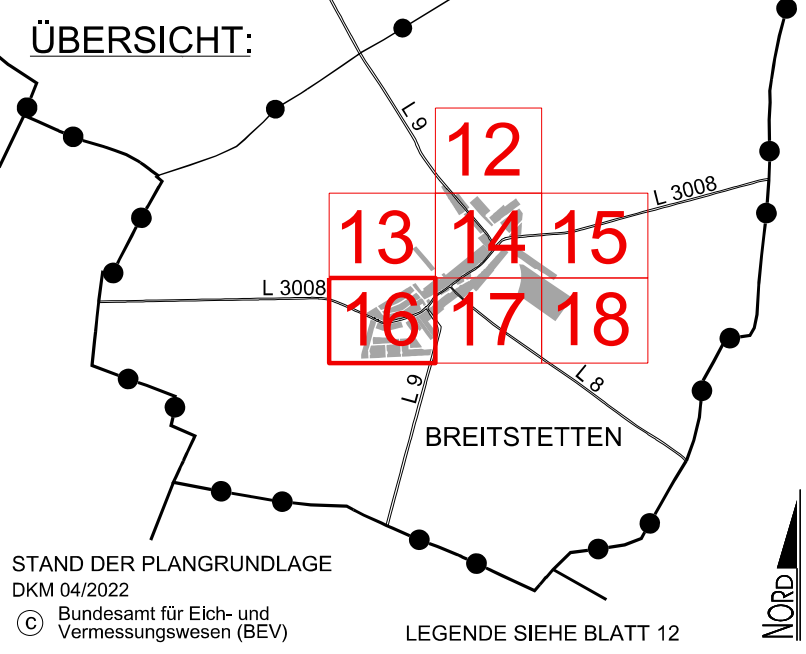 ÜBERSICHT:
L 9
12
L 3008
13
14
15
L 3008
16
17
18
L 9
L 8
BREITSTETTEN
STAND DER PLANGRUNDLAGE
DKM 04/2022
© Bundesamt für Eich- und
Vermessungswesen (BEV)
LEGENDE SIEHE BLATT 12
NORD